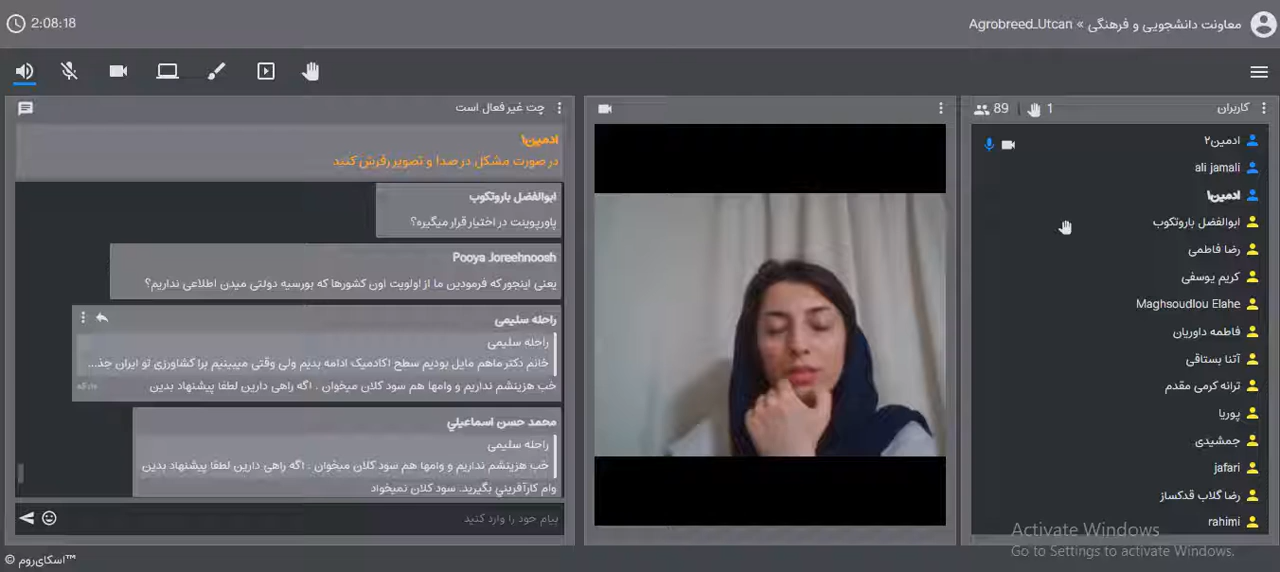 2:08:18
معاونت دانشجویی و فرهنگی » Agrobreed_Utcan
چت غیر فعال است
ادمین۱
در صورت مشکل در صدا و تصویر رفرش کنید
ابوالفضل باروتکوب
پاورپوینت در اختیار قرار میگیره؟
Pooya Joreehnoosh
یعنی اینجور که فرمودین ما از اولویت اون کشورها که بورسیه دولتی میدن اطلاعی نداریم؟
راحله سلیمی
راحله سلیمی
خانم دکتر ماهم مایل بودیم سطح اکادمیک ادامه بدیم ولی وقتی میبینیم برا کشاورزی تو ایران جذ...
خب هزینشم نداریم و وامها هم سود کلان میخوان . اگه راهی دارین لطفا پیشنهاد بدین
محمد حسن اسماعیلي
راحله سلیمی
خب هزینشم نداریم و وامها هم سود کلان میخوان . اگه راهی دارین لطفا پیشنهاد بدین
وام کارآفریني بگیرید. سود کلان نمیخواد
پیام خود را وارد کنید
کاربران
1
89
ادمین۲
ali jamali
ادمین۱
ابوالفضل باروتکوب
رضا فاطمی
کریم یوسفی
Maghsoudlou Elahe
فاطمه داوریان
آتنا بستاقی
ترانه کرمی مقدم
پوریا
جمشیدی
jafari
رضا گلاب قدکساز
rahimi
Activate Windows
Go to Settings to activate Windows.
© اسکای‌روم™